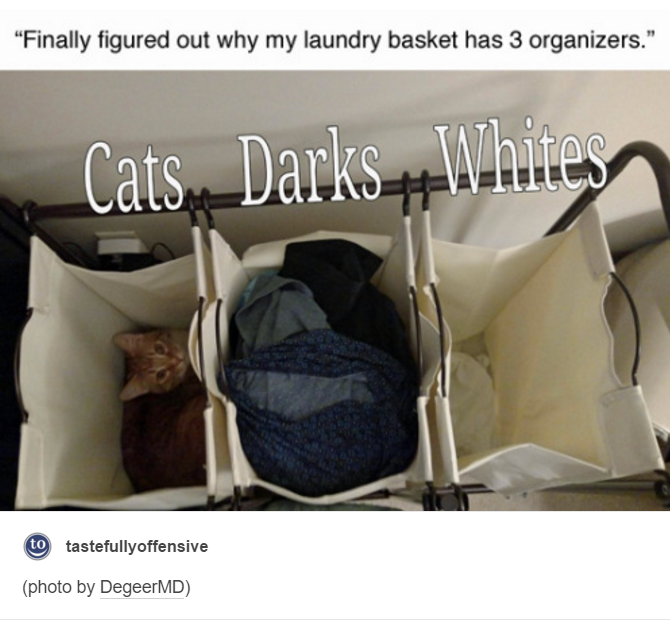 “Finally figured out why my laundry basket has 3 organizers.”
Cats Darks Whites
to tastefullyoffensive
(photo by DegeerMD)